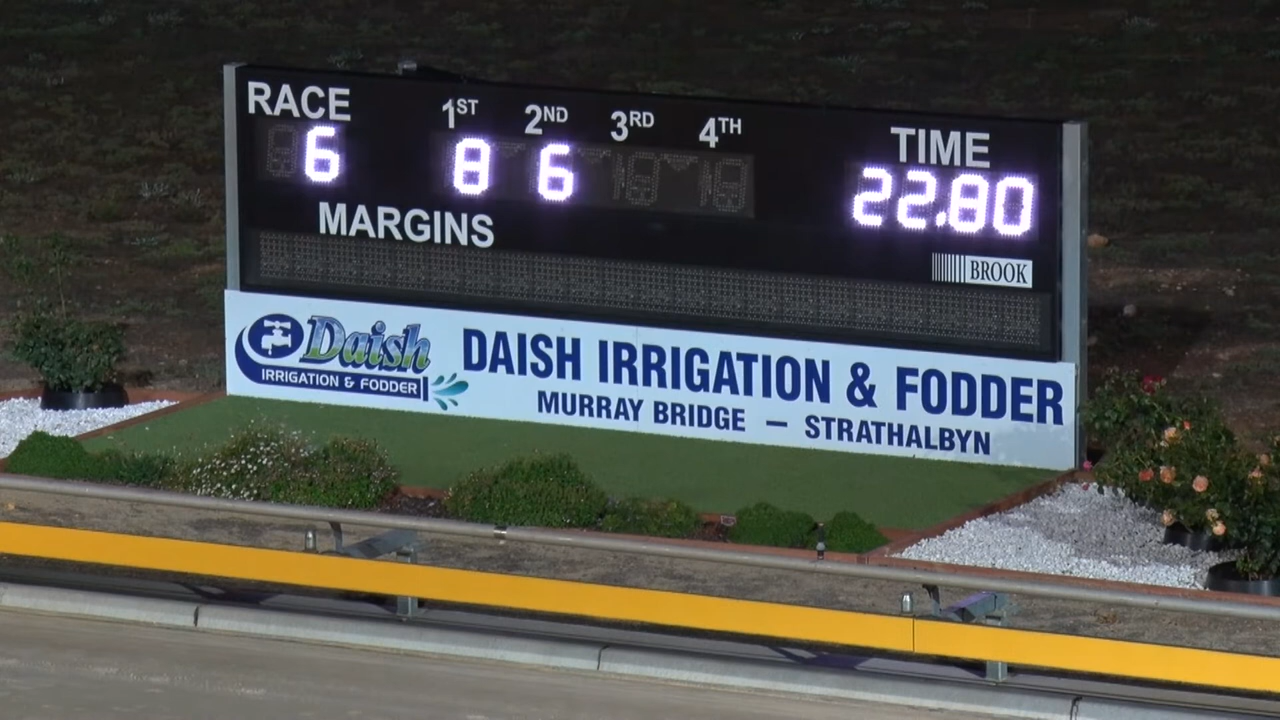 RACE 1ST 2ND 3RD 4TH TIME
6 8 6 22.80
MARGINS
BROOK
Daish
IRRIGATION & FODDER
DAISH IRRIGATION & FODDER
MURRAY BRIDGE – STRATHALBYN